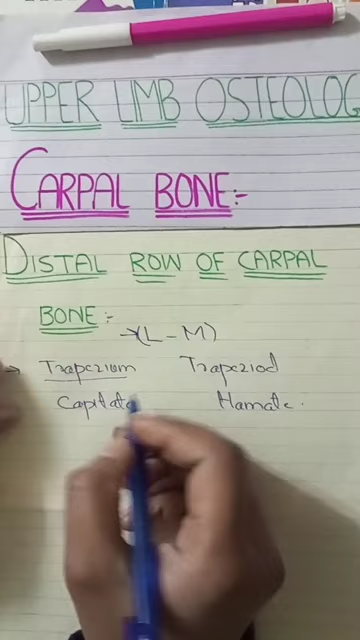 UPPER LIMB OSTEOLOG
CARPAL BONE:-
DISTAL ROW OF CARPAL
BONE:-
→(L-M)
→ Trapezium Trapeziod
Capitate Hamate.